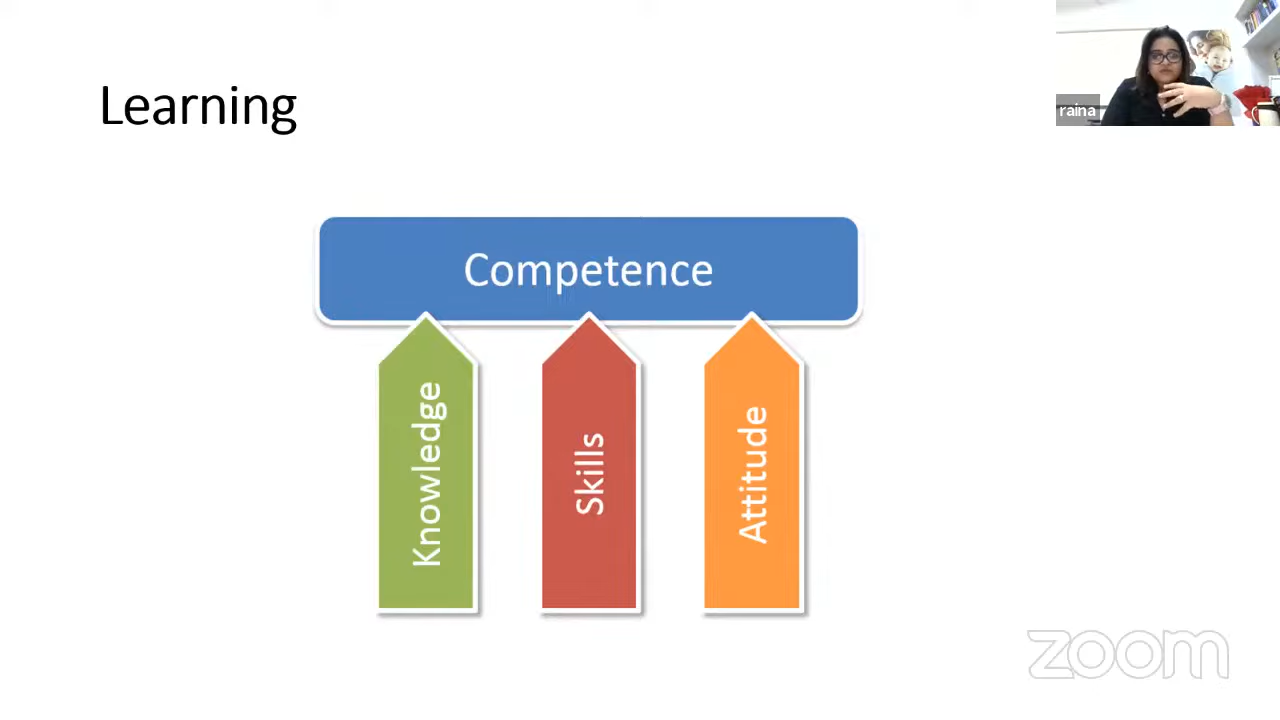 Learning
raina
Competence
Knowledge
Skills
Attitude
zoom